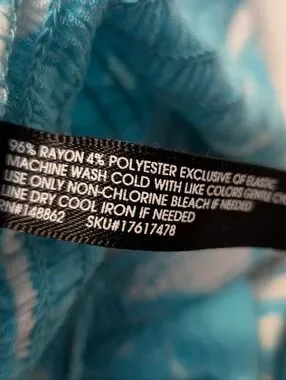 96% RAYON 4% POLYESTER EXCLUSIVE OF ELASTIC
MACHINE WASH COLD WITH LIKE COLORS GENTLE
USE ONLY NON-CHLORINE BLEACH IF NEEDED
LINE DRY COOL IRON IF NEEDED
RN#148862 SKU#17617478